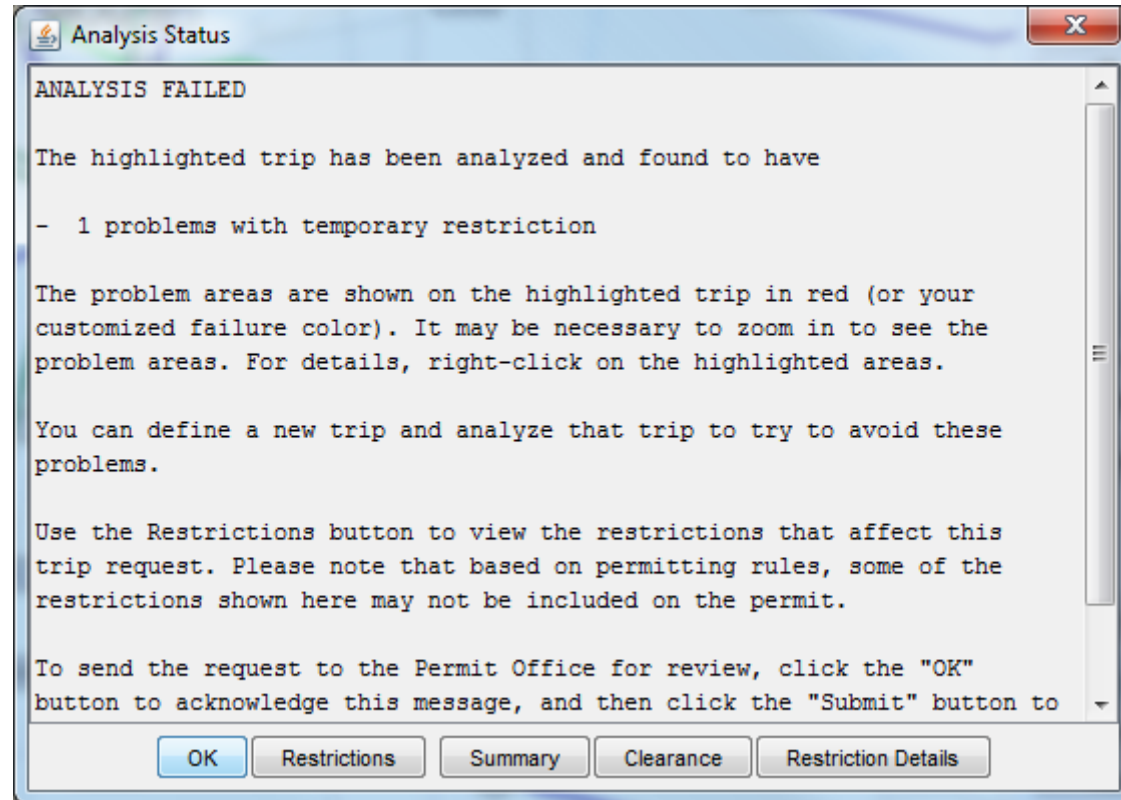 Analysis Status
ANALYSIS FAILED
The highlighted trip has been analyzed and found to have
- 1 problems with temporary restriction
The problem areas are shown on the highlighted trip in red (or your
customized failure color). It may be necessary to zoom in to see the
problem areas. For details, right-click on the highlighted areas.
You can define a new trip and analyze that trip to try to avoid these
problems.
Use the Restrictions button to view the restrictions that affect this
trip request. Please note that based on permitting rules, some of the
restrictions shown here may not be included on the permit.
To send the request to the Permit Office for review, click the "OK"
button to acknowledge this message, and then click the "Submit" button to
OK Restrictions Summary Clearance Restriction Details